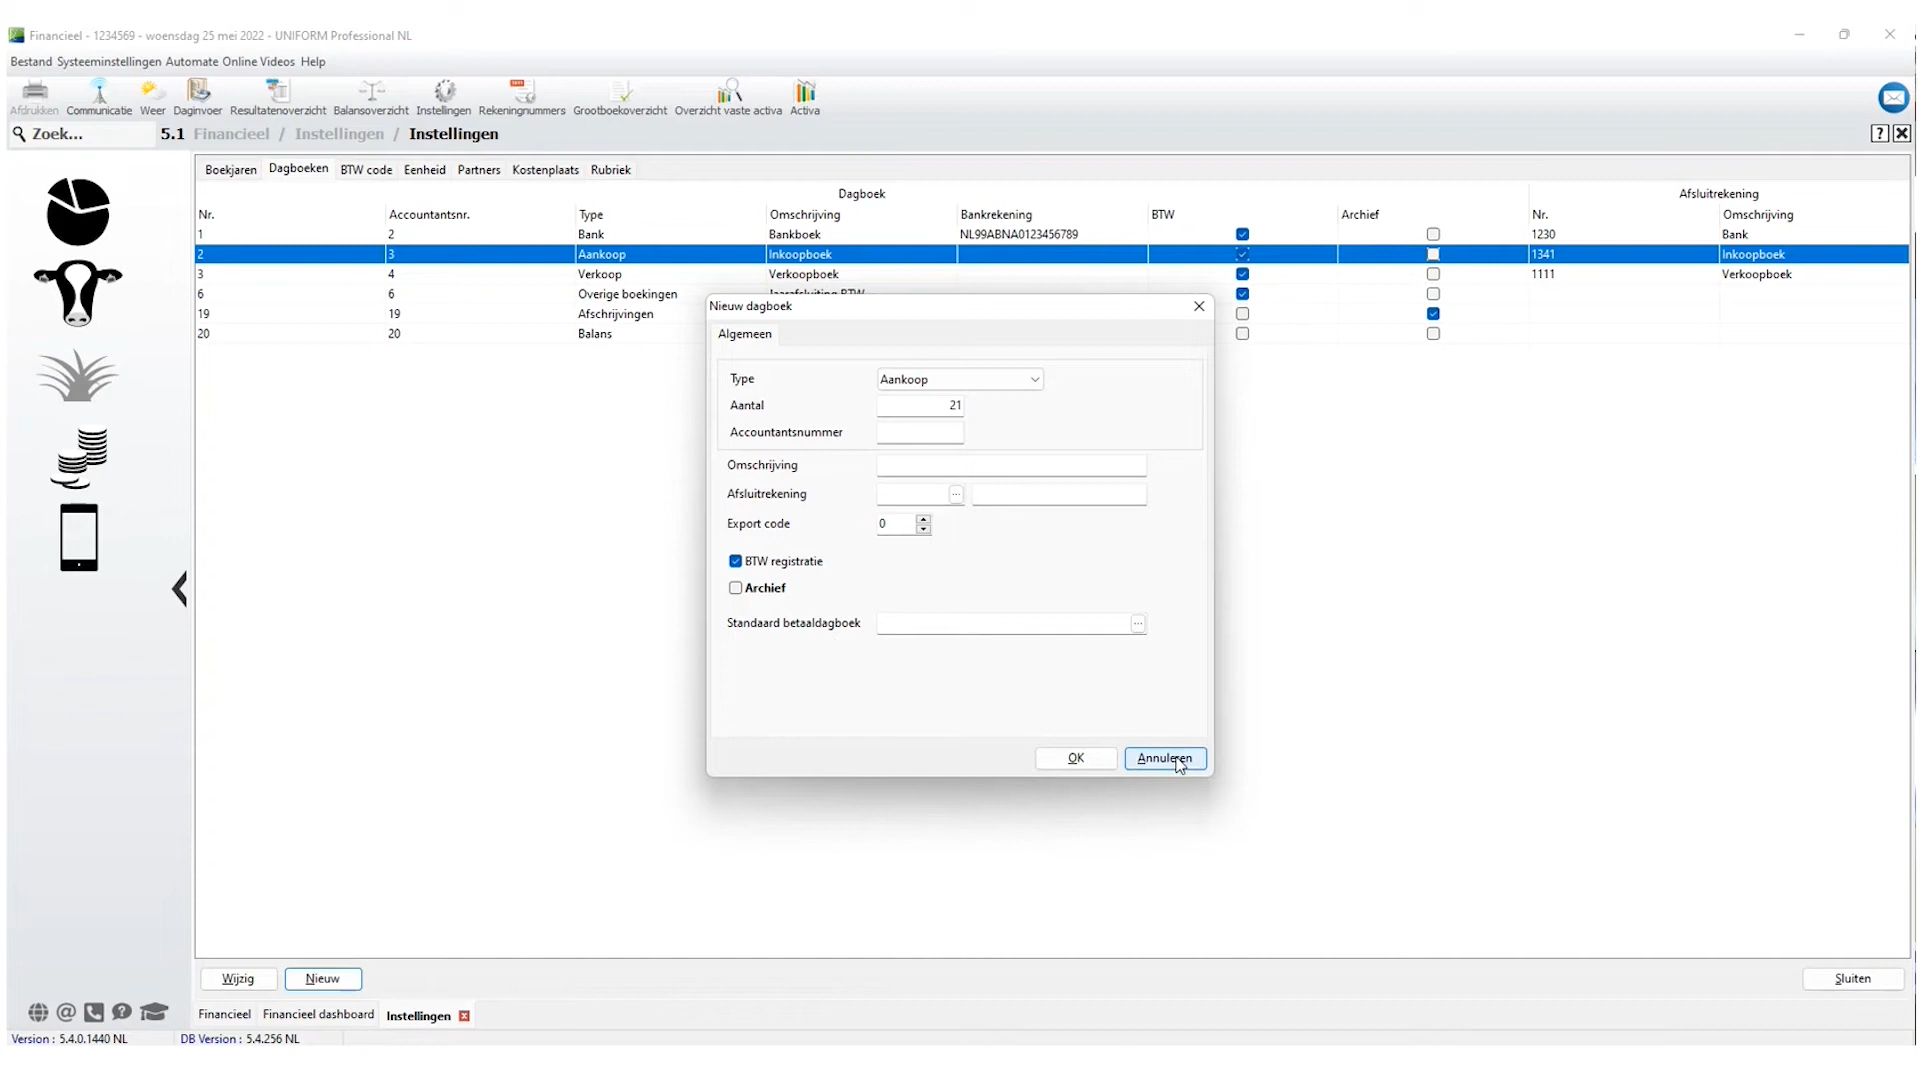 Financieel - 1234569 - woensdag 25 mei 2022 - UNIFORM Professional NL
Bestand Systeeminstellingen Automate Online Videos Help
Afdrukken Communicatie Weer Daginvoer Resultatenoverzicht Balansoverzicht Instellingen Rekeningnummers Grootboekoverzicht Overzicht vaste activa Activa
Zoek... 5.1 Financieel / Instellingen / Instellingen
Boekjaren Dagboeken BTW code Eenheid Partners Kostenplaats Rubriek
Dagboek Afsluitrekening
Nr. Accountantsnr. Type Omschrijving Bankrekening BTW Archief Nr. Omschrijving
1 2 Bank Bankboek NL99ABNA0123456789 1230 Bank
2 3 Aankoop Inkoopboek 1341 Inkoopboek
3 4 Verkoop Verkoopboek 1111 Verkoopboek
6 6 Overige boekingen Jaarafsluiting BTW
19 19 Afschrijvingen
20 20 Balans
Nieuw dagboek
Algemeen
Type Aankoop
Aantal 21
Accountantsnummer
Omschrijving
Afsluitrekening ...
Export code 0
BTW registratie
Archief
Standaard betaaldagboek ...
OK Annuleren
Wijzig Nieuw Sluiten
Financieel Financieel dashboard Instellingen
Version : 5.4.0.1440 NL DB Version : 5.4.256 NL